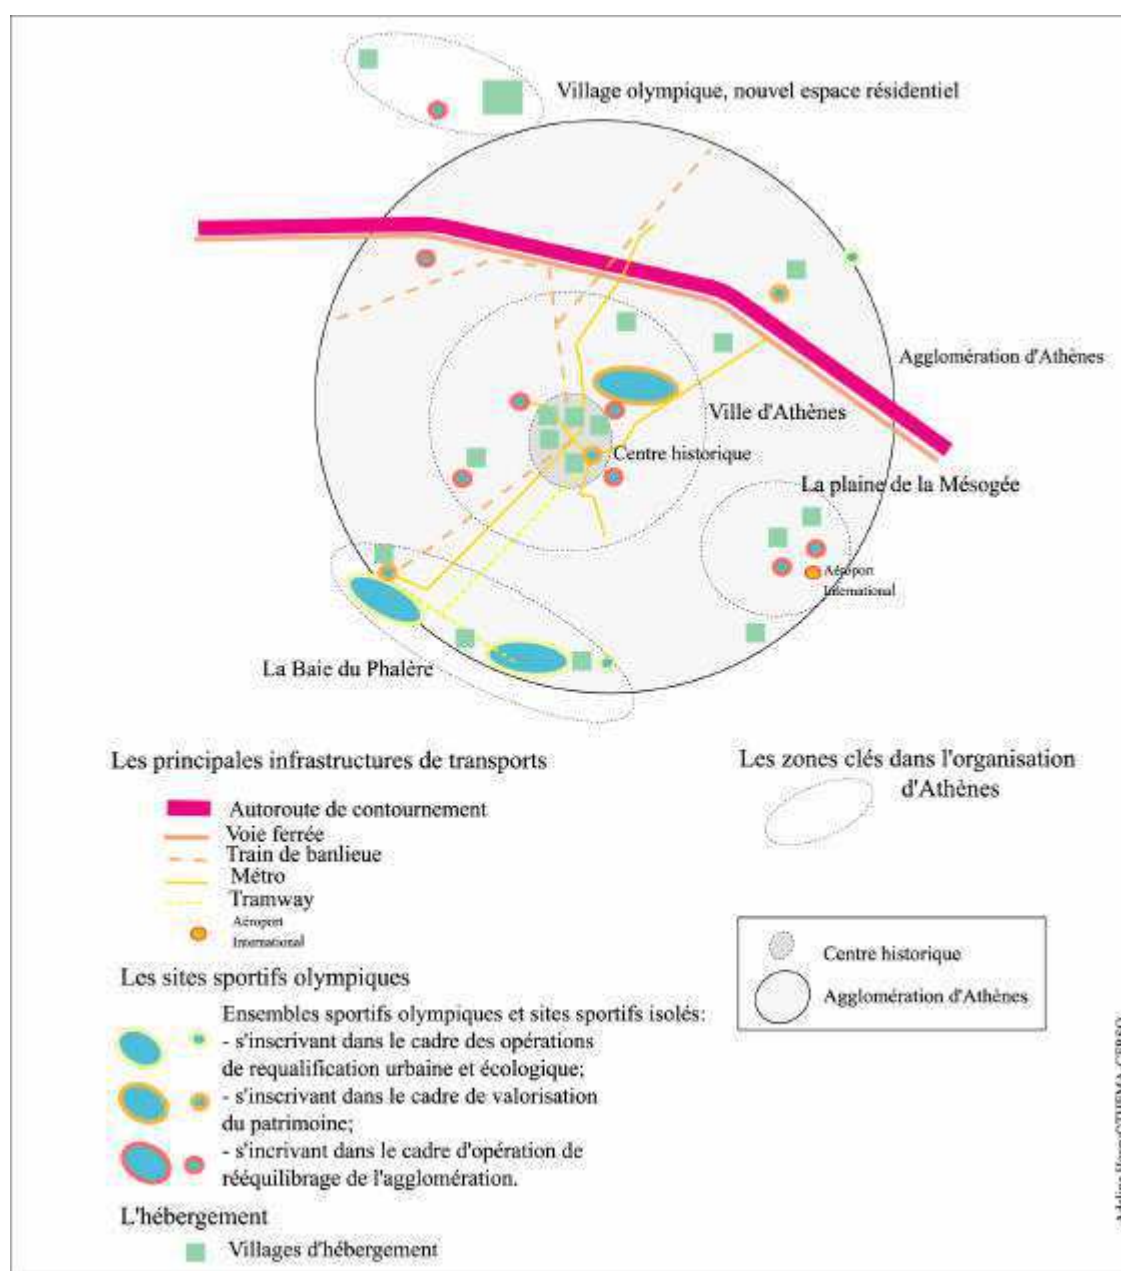 Village olympique, nouvel espace résidentiel
Agglomération d'Athènes
Ville d'Athènes
Centre historique
La plaine de la Mésogée
Aéroport
International
La Baie du Phalère
Les principales infrastructures de transports
Autoroute de contournement
Voie ferrée
Train de banlieue
Métro
Tramway
Aéroport
International
Les sites sportifs olympiques
Ensembles sportifs olympiques et sites sportifs isolés:
- s'inscrivant dans le cadre des opérations
de requalification urbaine et écologique;
- s'inscrivant dans le cadre de valorisation
du patrimoine;
- s'incrivant dans le cadre d'opération de
rééquilibrage de l'agglomération.
L'hébergement
Villages d'hébergement
Les zones clés dans l'organisation
d'Athènes
Centre historique
Agglomération d'Athènes